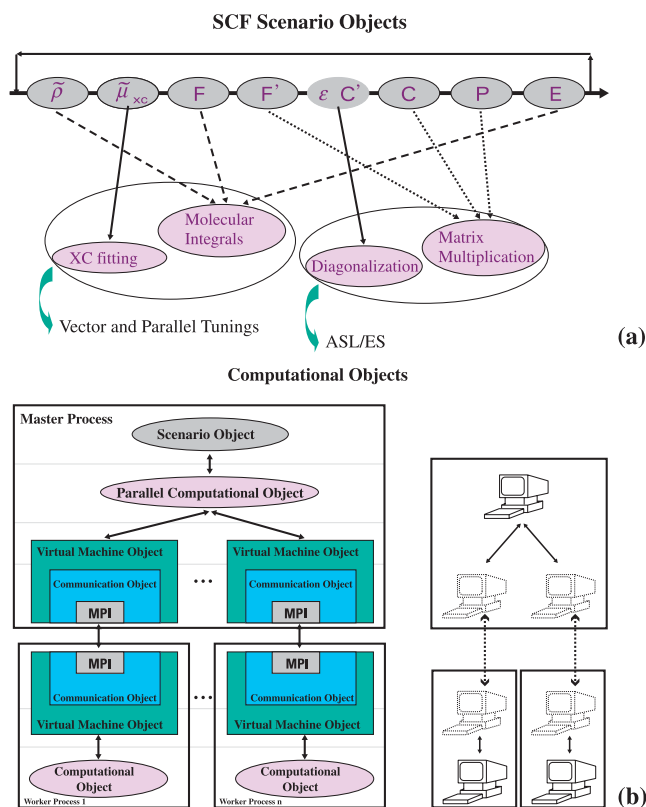 SCF Scenario Objects
ρ̃ μ̃xc F F' ε C' C P E
Molecular
Integrals
XC fitting
Matrix
Multiplication
Diagonalization
Vector and Parallel Tunings
ASL/ES
(a)
Computational Objects
Master Process
Scenario Object
Parallel Computational Object
Virtual Machine Object
Communication Object
MPI
...
Virtual Machine Object
Communication Object
MPI
MPI
Communication Object
Virtual Machine Object
Computational
Object
Worker Process 1
...
MPI
Communication Object
Virtual Machine Object
Computational
Object
Worker Process n
(b)